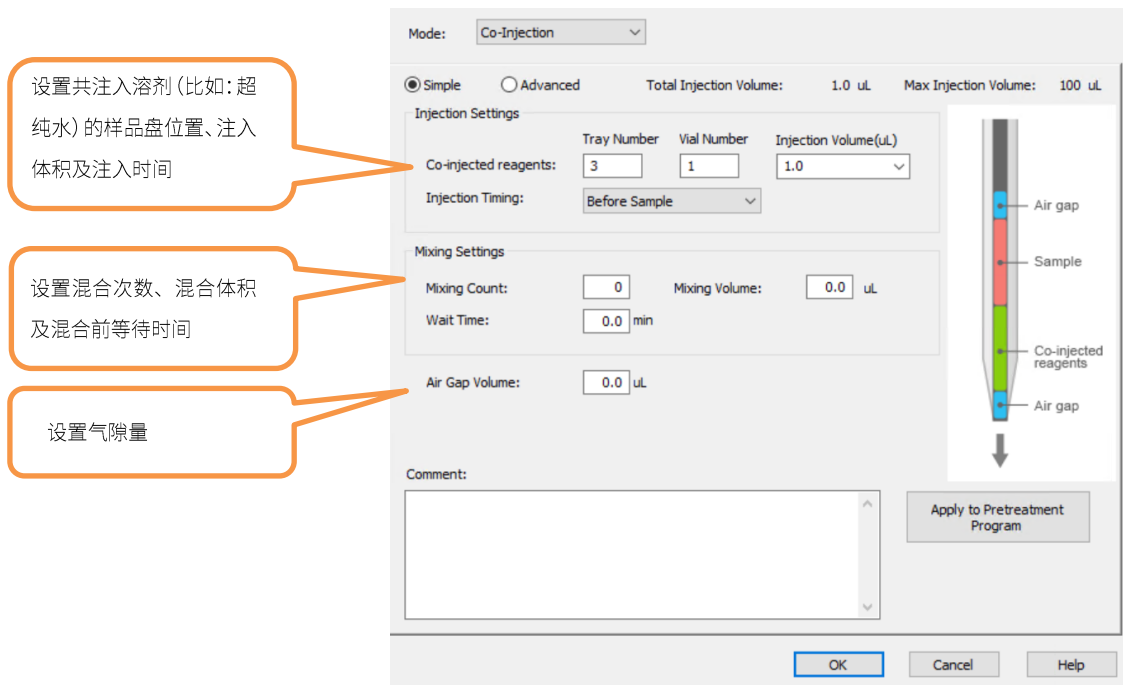 设置共注入溶剂（比如：超
纯水）的样品盘位置、注入
体积及注入时间
设置混合次数、混合体积
及混合前等待时间
设置气隙量
Mode: Co-Injection
Simple Advanced Total Injection Volume: 1.0 uL Max Injection Volume: 100 uL
Injection Settings
Tray Number Vial Number Injection Volume(uL)
Co-injected reagents: 3 1 1.0
Injection Timing: Before Sample
Mixing Settings
Mixing Count: 0 Mixing Volume: 0.0 uL
Wait Time: 0.0 min
Air Gap Volume: 0.0 uL
Comment:
Air gap
Sample
Co-injected
reagents
Air gap
Apply to Pretreatment
Program
OK Cancel Help